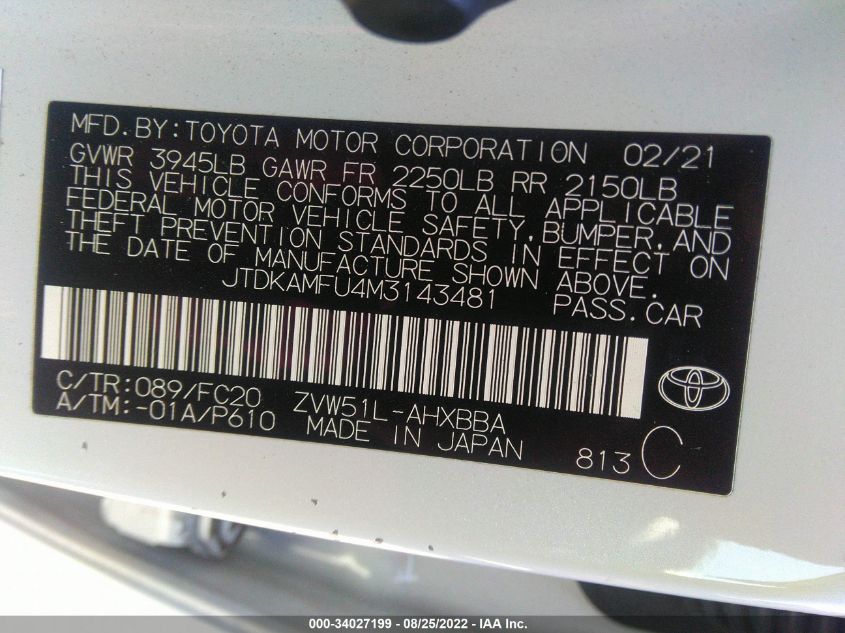 MFD.BY:TOYOTA MOTOR CORPORATION 02/21
GVWR 3945LB GAWR FR 2250LB RR 2150LB
THIS VEHICLE CONFORMS TO ALL APPLICABLE
FEDERAL MOTOR VEHICLE SAFETY,BUMPER,AND
THEFT PREVENTION STANDARDS IN EFFECT ON
THE DATE OF MANUFACTURE SHOWN ABOVE.
JTDKAMFU4M3143481 PASS.CAR
C/TR:089/FC20 ZVW51L-AHXBBA
A/TM:-01A/P610 MADE IN JAPAN 813 C
000-34027199 - 08/25/2022 - IAA Inc.